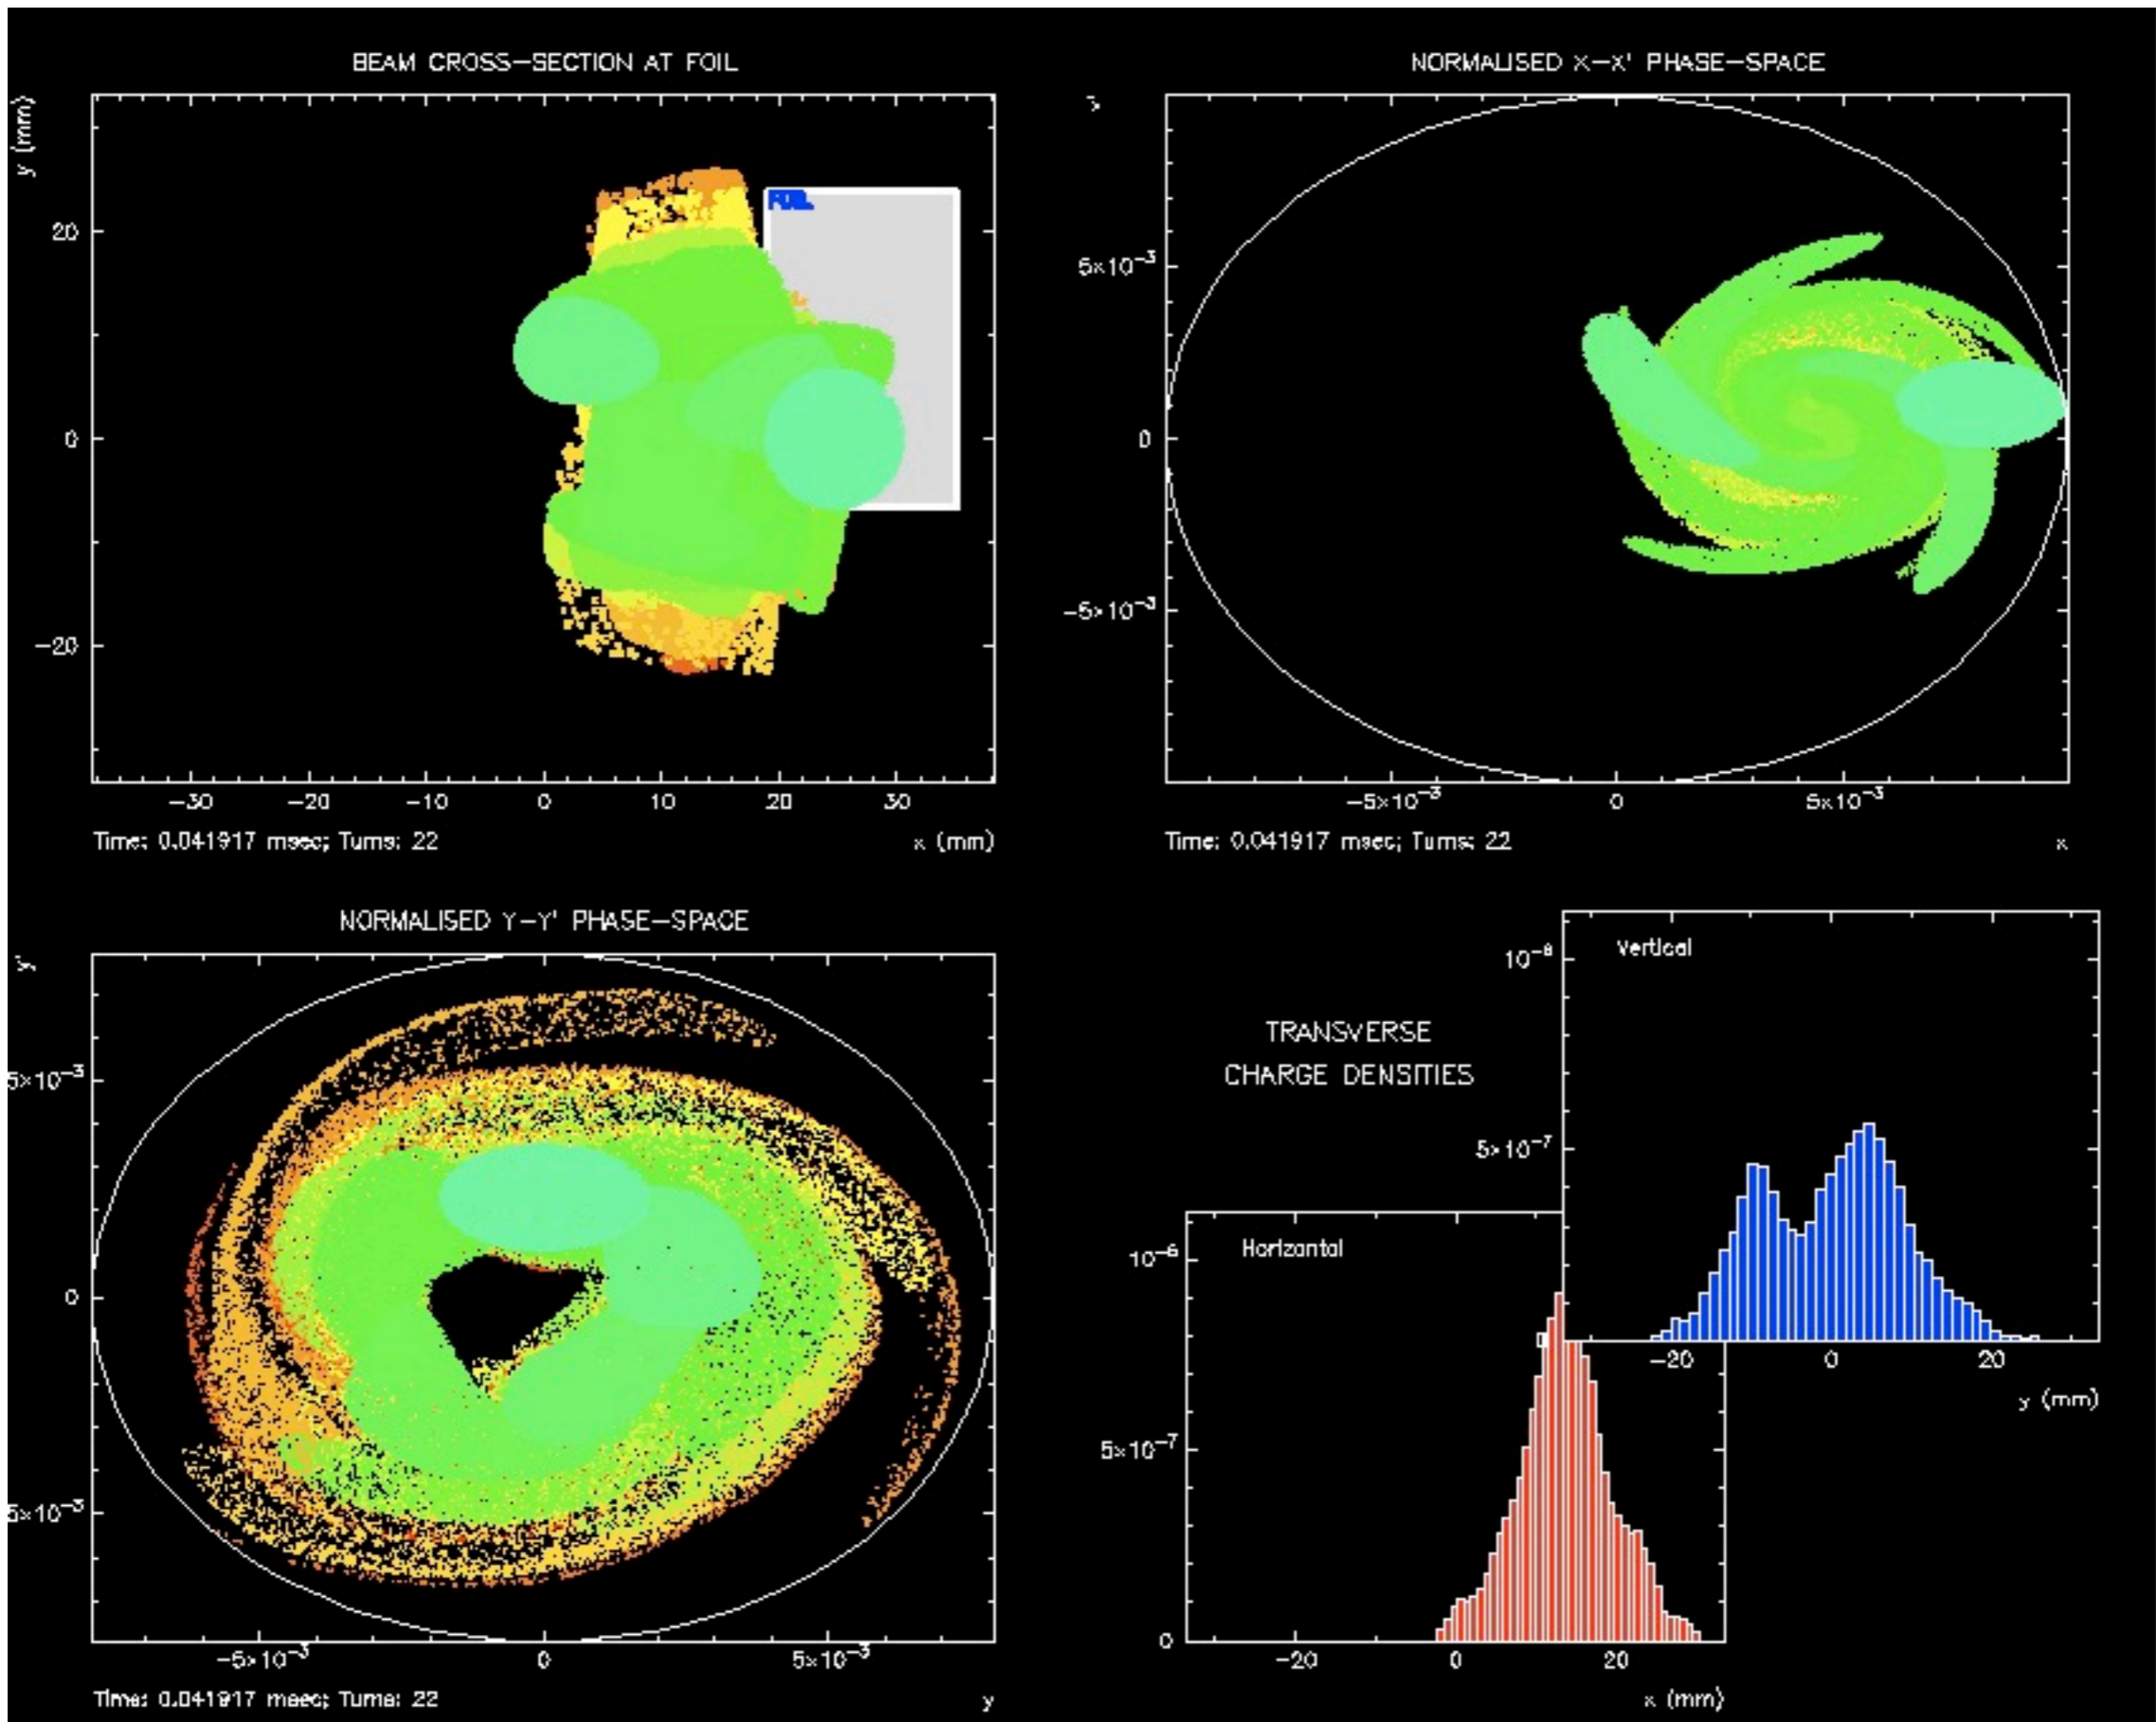 BEAM CROSS-SECTION AT FOIL
y (mm)
FOIL
20
0
-20
-30 -20 -10 0 10 20 30
Time: 0.041917 msec; Turns: 22
x (mm)
NORMALISED X-X' PHASE-SPACE
5×10⁻³
0
-5×10⁻³
-5×10⁻³ 0 5×10⁻³
Time: 0.041917 msec; Turns: 22
x
NORMALISED Y-Y' PHASE-SPACE
5×10⁻³
0
5×10⁻³
-5×10⁻³ 0 5×10⁻³
Time: 0.041917 msec; Turns: 22
y
TRANSVERSE
CHARGE DENSITIES
Vertical
5×10⁻⁷
-20 0 20
y (mm)
Horizontal
10⁻⁶
5×10⁻⁷
0
-20 0 20
x (mm)